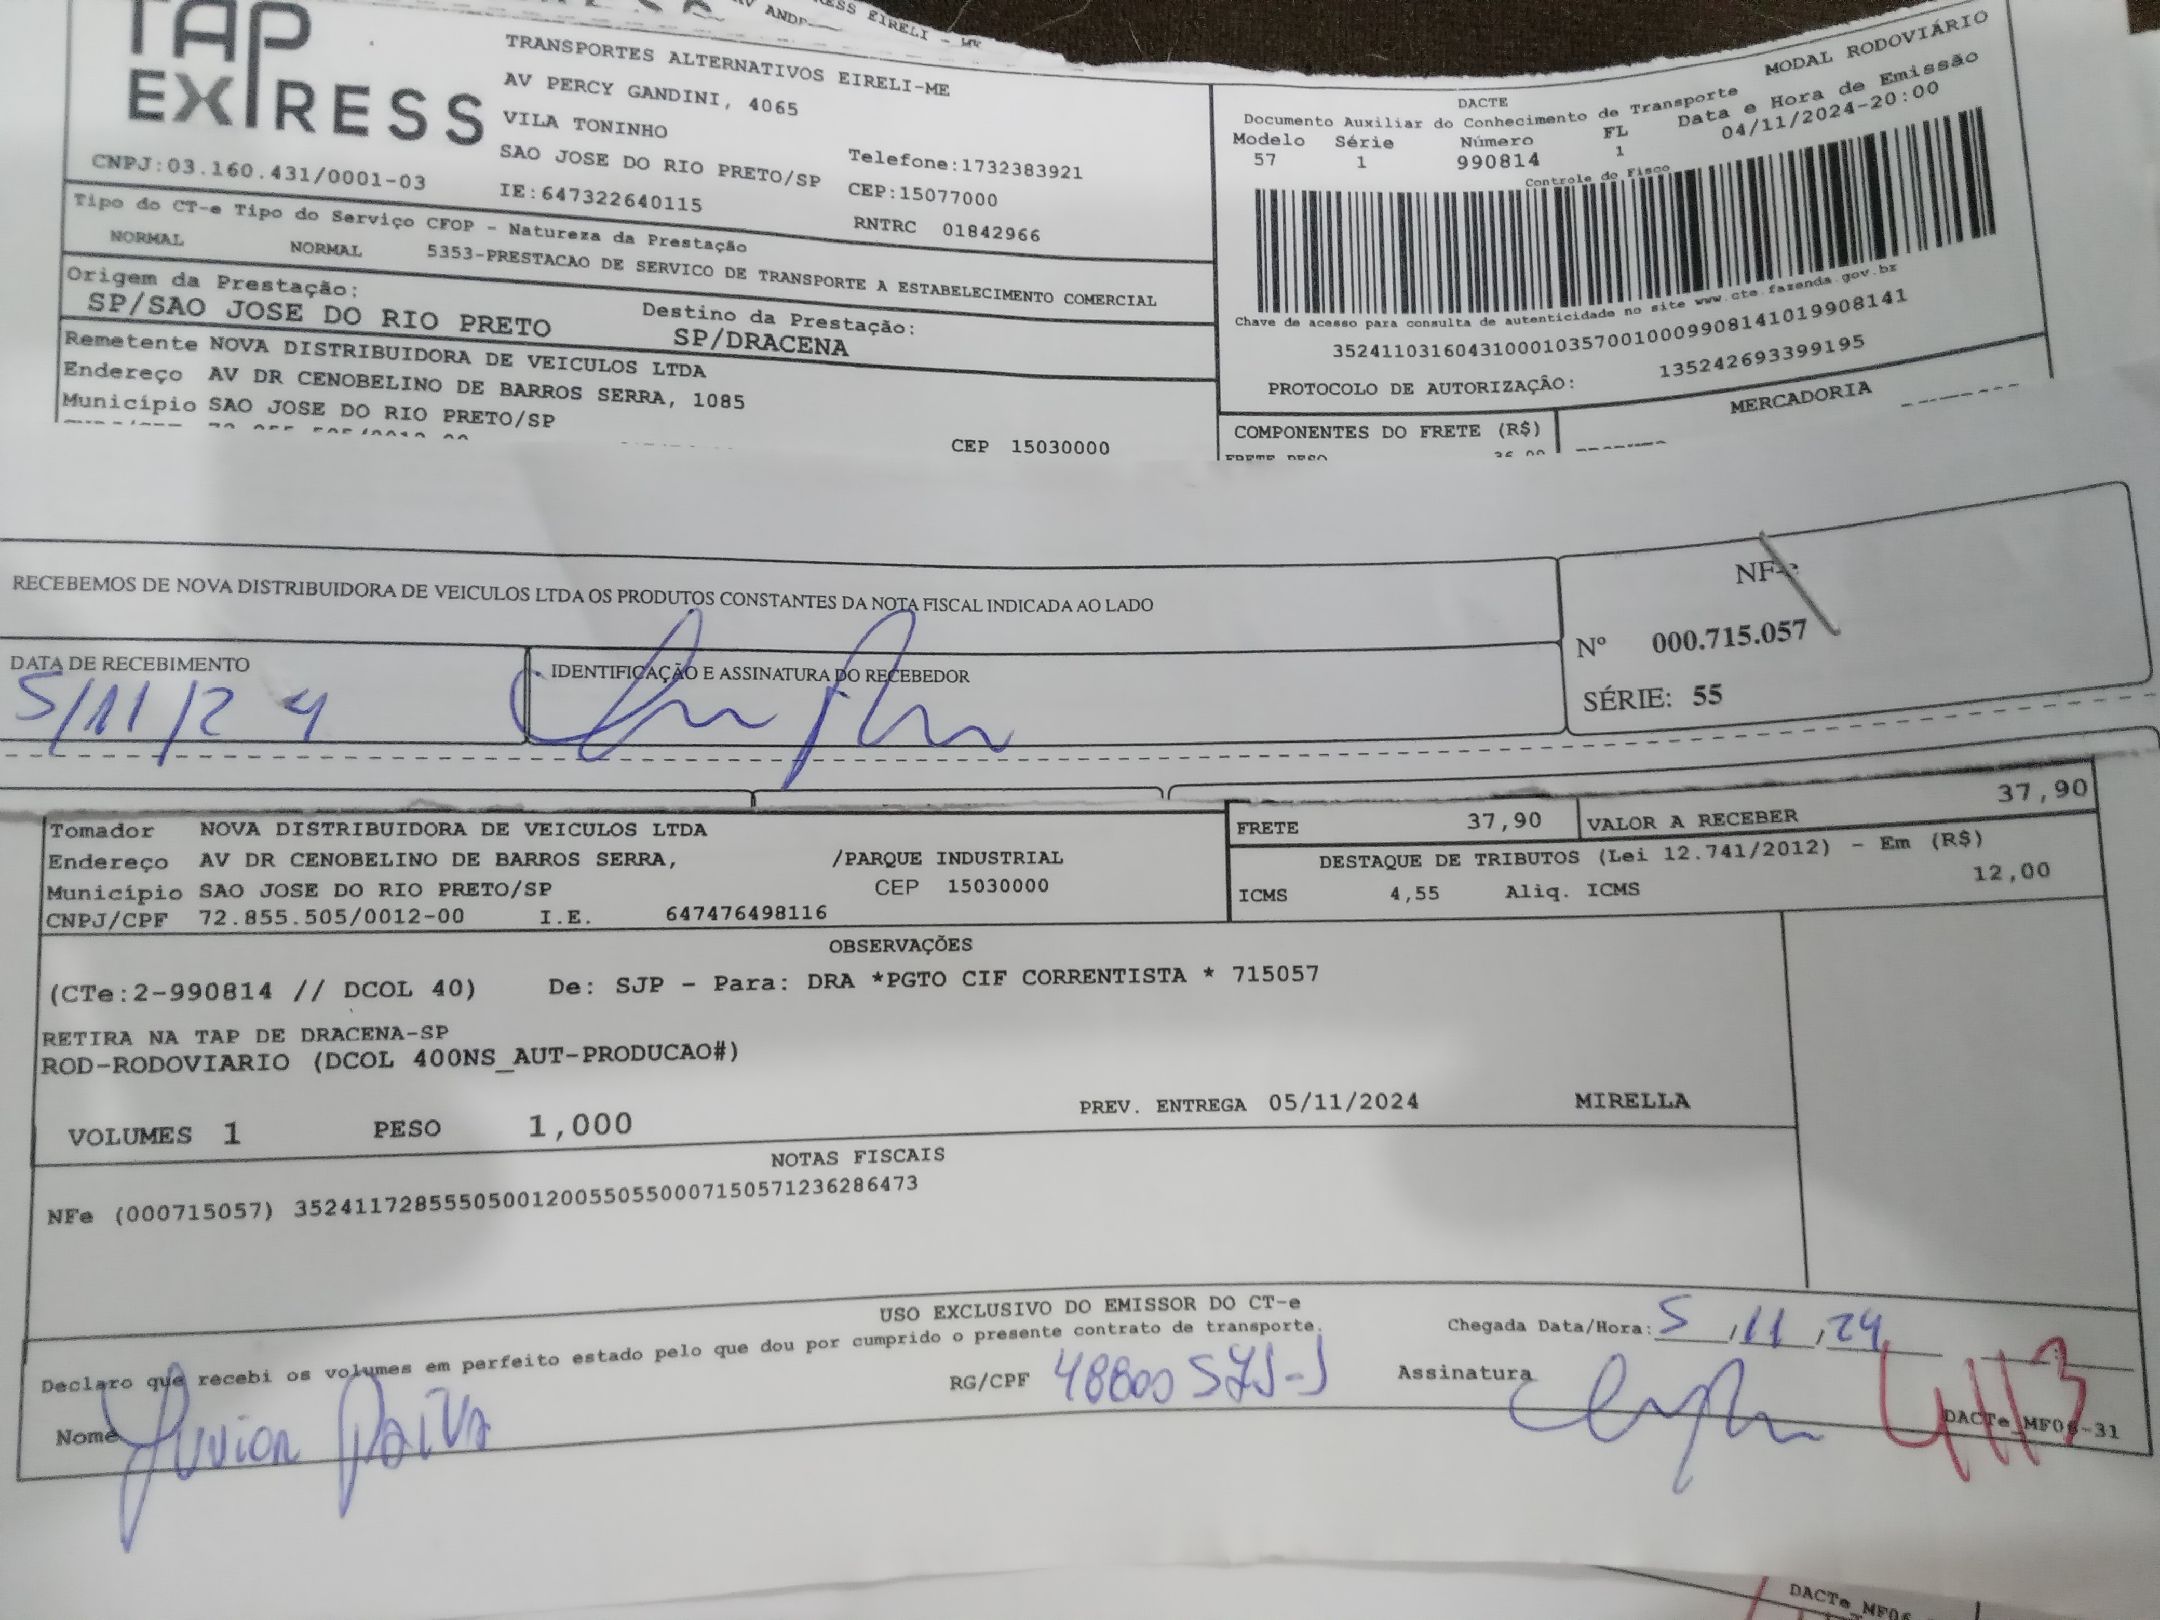 TAP
EXPRESS
TRANSPORTES ALTERNATIVOS EIRELI-ME
AV PERCY GANDINI, 4065
VILA TONINHO
SAO JOSE DO RIO PRETO/SP
Telefone:1732383921
CNPJ:03.160.431/0001-03
IE:647322640115
CEP:15077000
RNTRC 01842966
MODAL RODOVIÁRIO
DACTE
Documento Auxiliar do Conhecimento de Transporte
Modelo Série Número FL Data e Hora de Emissão
57 1 990814 1 04/11/2024-20:00
Controle do Fisco
Chave de acesso para consulta de autenticidade no site www.cte.fazenda.gov.br
35241103160431000103570010009908141019908141
PROTOCOLO DE AUTORIZAÇÃO: 135242693399195
Tipo do CT-e Tipo do Serviço CFOP - Natureza da Prestação
NORMAL NORMAL 5353-PRESTACAO DE SERVICO DE TRANSPORTE A ESTABELECIMENTO COMERCIAL
Origem da Prestação: Destino da Prestação:
SP/SAO JOSE DO RIO PRETO SP/DRACENA
Remetente NOVA DISTRIBUIDORA DE VEICULOS LTDA
Endereço AV DR CENOBELINO DE BARROS SERRA, 1085
Município SAO JOSE DO RIO PRETO/SP
CEP 15030000
COMPONENTES DO FRETE (R$) MERCADORIA
RECEBEMOS DE NOVA DISTRIBUIDORA DE VEICULOS LTDA OS PRODUTOS CONSTANTES DA NOTA FISCAL INDICADA AO LADO
NF-e
Nº 000.715.057
SÉRIE: 55
DATA DE RECEBIMENTO IDENTIFICAÇÃO E ASSINATURA DO RECEBEDOR
5/11/24
Tomador NOVA DISTRIBUIDORA DE VEICULOS LTDA
Endereço AV DR CENOBELINO DE BARROS SERRA, /PARQUE INDUSTRIAL
Município SAO JOSE DO RIO PRETO/SP CEP 15030000
CNPJ/CPF 72.855.505/0012-00 I.E. 647476498116
FRETE 37,90 VALOR A RECEBER 37,90
DESTAQUE DE TRIBUTOS (Lei 12.741/2012) - Em (R$)
ICMS 4,55 Aliq. ICMS 12,00
OBSERVAÇÕES
(CTe:2-990814 // DCOL 40) De: SJP - Para: DRA *PGTO CIF CORRENTISTA * 715057
RETIRA NA TAP DE DRACENA-SP
ROD-RODOVIARIO (DCOL 400NS_AUT-PRODUCAO#)
VOLUMES 1 PESO 1,000 PREV. ENTREGA 05/11/2024 MIRELLA
NOTAS FISCAIS
NFe (000715057) 35241172855505001200550550007150571236286473
USO EXCLUSIVO DO EMISSOR DO CT-e
Declaro que recebi os volumes em perfeito estado pelo que dou por cumprido o presente contrato de transporte.
Chegada Data/Hora: 5/11/24
Nome Paiva RG/CPF Assinatura
DACTe_MF06-31
DACTe_MF06